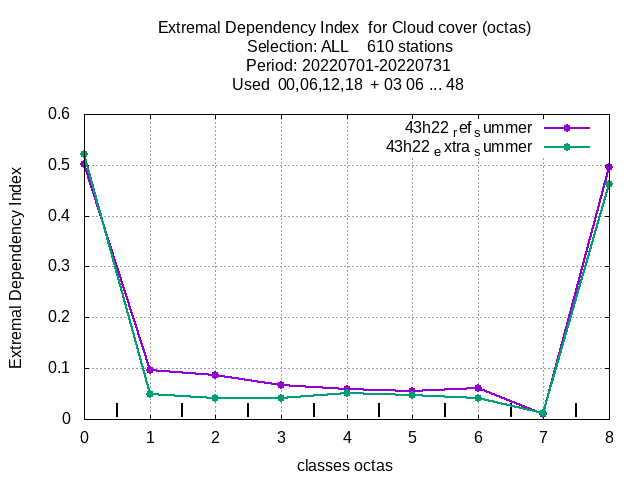 Extremal Dependency Index for Cloud cover (octas)
Selection: ALL 610 stations
Period: 20220701-20220731
Used 00,06,12,18 + 03 06 ... 48
43h22 ref summer
43h22 extra summer
Extremal Dependency Index
0.6
0.5
0.4
0.3
0.2
0.1
0
0 1 2 3 4 5 6 7 8
classes octas